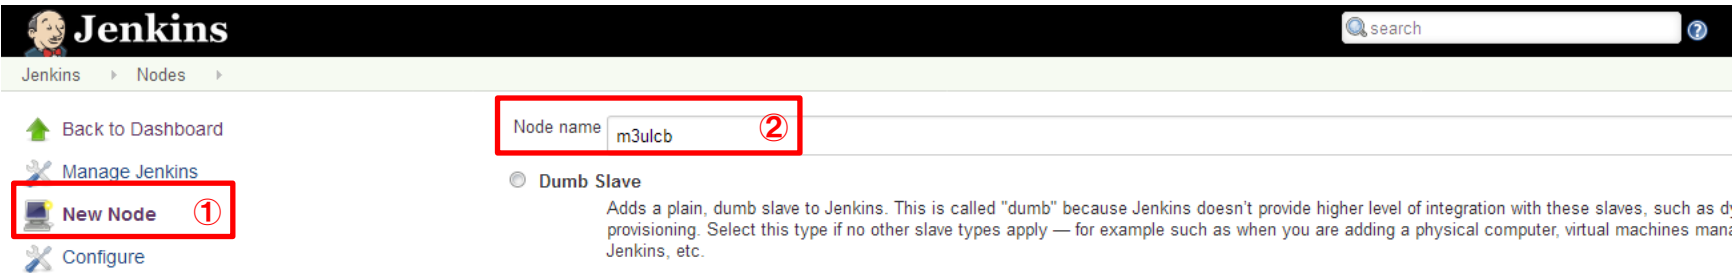 Jenkins
search
Jenkins Nodes
Back to Dashboard
Manage Jenkins
New Node ①
Configure
Node name m3ulcb ②
Dumb Slave
Adds a plain, dumb slave to Jenkins. This is called "dumb" because Jenkins doesn't provide higher level of integration with these slaves, such as
provisioning. Select this type if no other slave types apply — for example such as when you are adding a physical computer, virtual machines
Jenkins, etc.